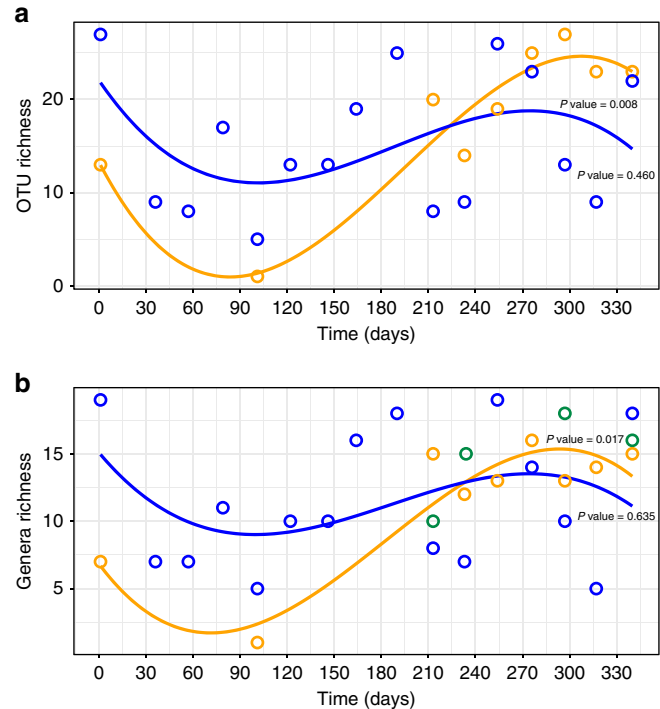 a
OTU richness
20
10
0
P value = 0.008
P value = 0.460
0 30 60 90 120 150 180 210 240 270 300 330
Time (days)
b
Genera richness
15
10
5
P value = 0.017
P value = 0.635
0 30 60 90 120 150 180 210 240 270 300 330
Time (days)